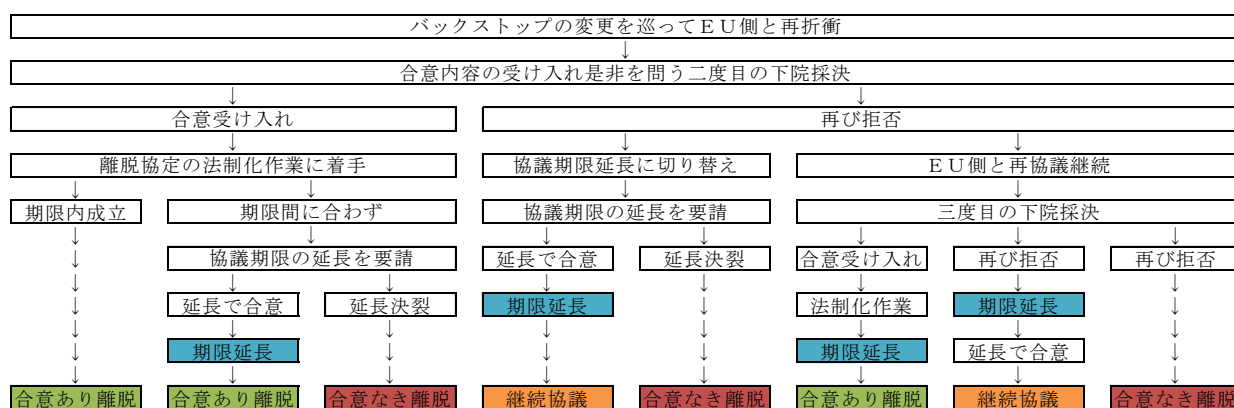 バックストップの変更を巡ってＥＵ側と再折衝
↓
合意内容の受け入れ是非を問う二度目の下院採決
↓ ↓
合意受け入れ 再び拒否
↓ ↓ ↓
離脱協定の法制化作業に着手 協議期限延長に切り替え ＥＵ側と再協議継続
↓ ↓ ↓ ↓
期限内成立 期限間に合わず 協議期限の延長を要請 三度目の下院採決
↓ ↓ ↓ ↓ ↓ ↓ ↓
↓ 協議期限の延長を要請 延長で合意 延長決裂 合意受け入れ 再び拒否 再び拒否
↓ ↓ ↓ ↓ ↓ ↓ ↓ ↓
↓ 延長で合意 延長決裂 期限延長 ↓ 法制化作業 期限延長 ↓
↓ ↓ ↓ ↓ ↓ ↓ ↓ ↓
↓ 期限延長 ↓ ↓ ↓ 期限延長 延長で合意 ↓
↓ ↓ ↓ ↓ ↓ ↓ ↓ ↓
合意あり離脱 合意あり離脱 合意なき離脱 継続協議 合意なき離脱 合意あり離脱 継続協議 合意なき離脱